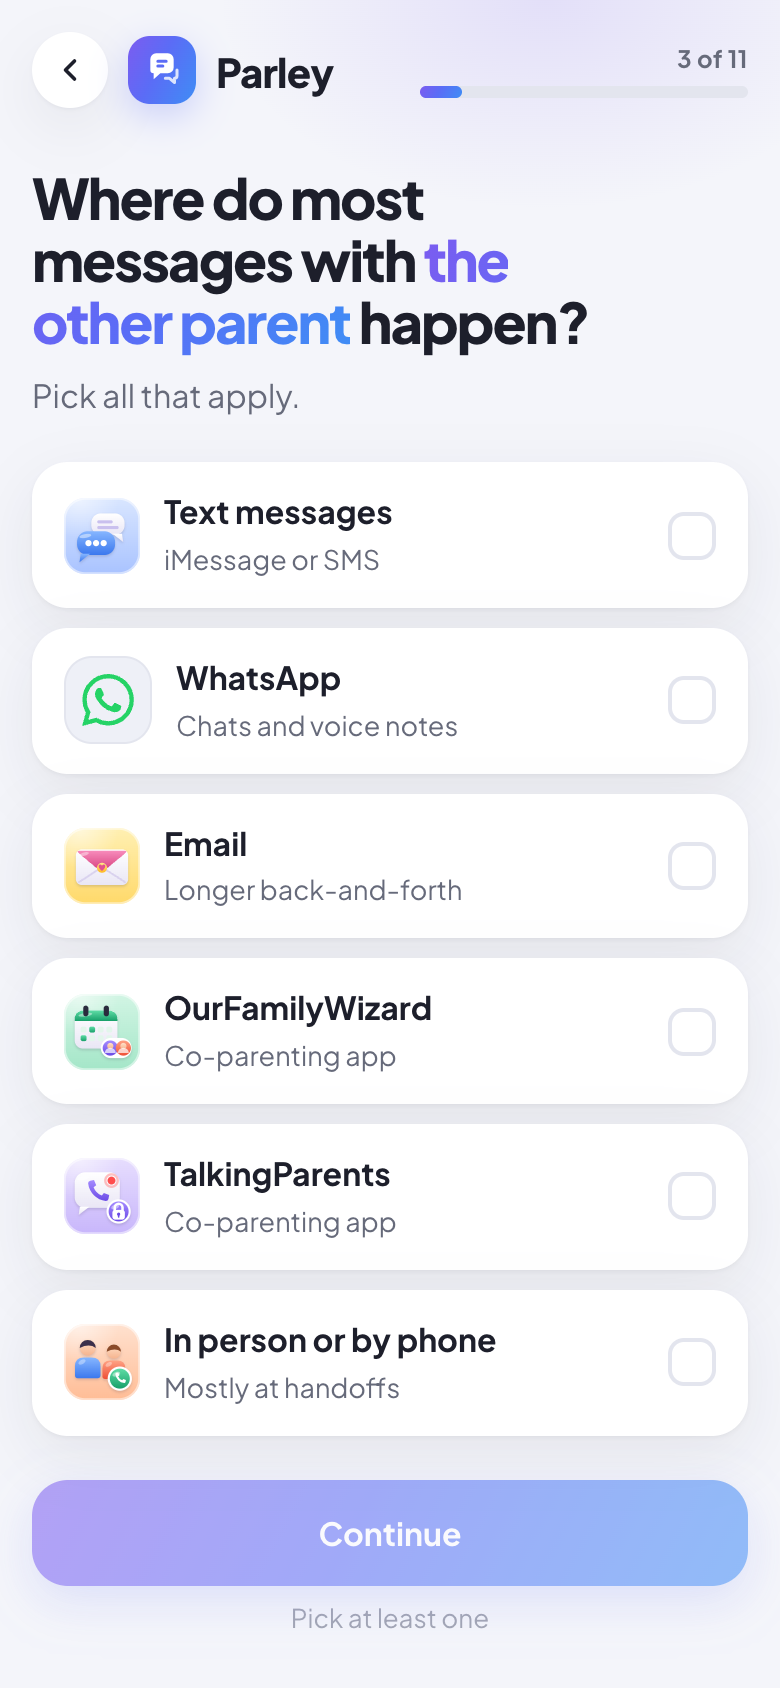 Parley
3 of 11
Where do most
messages with the
other parent happen?
Pick all that apply.
Text messages
iMessage or SMS
WhatsApp
Chats and voice notes
Email
Longer back-and-forth
OurFamilyWizard
Co-parenting app
TalkingParents
Co-parenting app
In person or by phone
Mostly at handoffs
Continue
Pick at least one